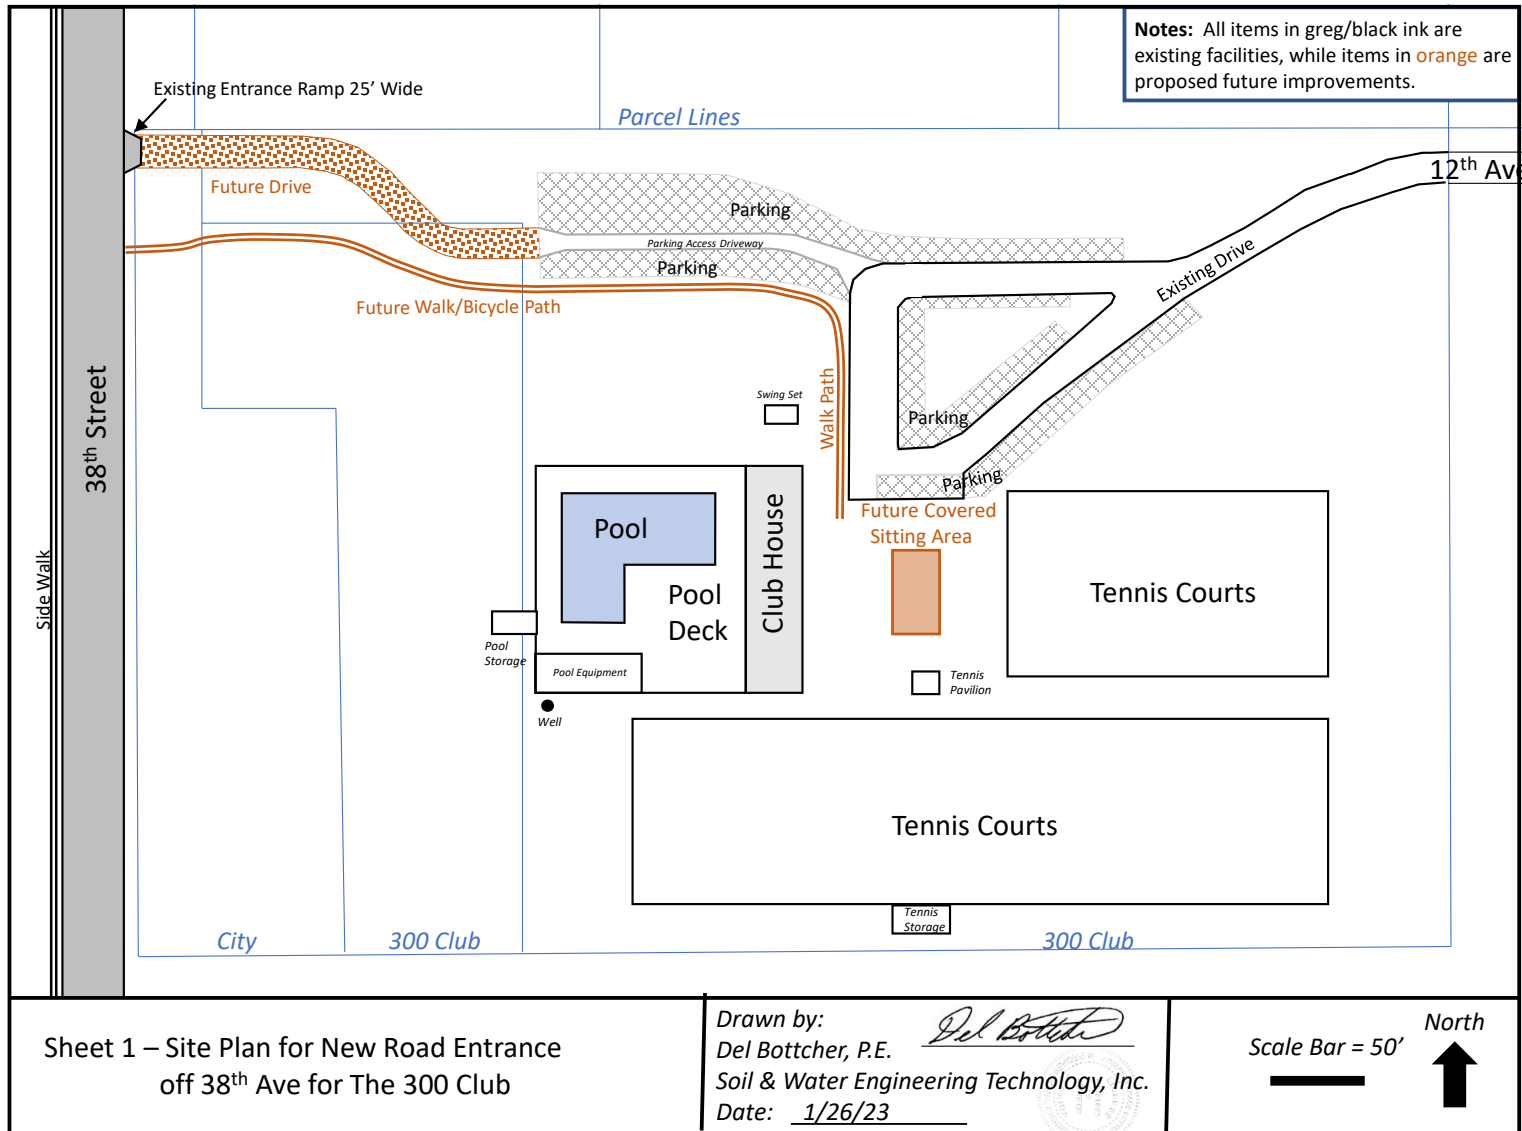 Notes: All items in greg/black ink are
existing facilities, while items in orange are
proposed future improvements.
Existing Entrance Ramp 25' Wide
Parcel Lines
12th Ave
Future Drive
Parking
Parking Access Driveway
Parking
Existing Drive
Future Walk/Bicycle Path
38th Street
Side Walk
Swing Set
Walk Path
Parking
Parking
Future Covered
Sitting Area
Pool
Pool
Deck
Club House
Tennis Courts
Pool
Storage
Pool Equipment
Well
Tennis
Pavilion
Tennis Courts
Tennis
Storage
City
300 Club
300 Club
Sheet 1 – Site Plan for New Road Entrance
off 38th Ave for The 300 Club
Drawn by:
Del Bottcher
Del Bottcher, P.E.
Soil & Water Engineering Technology, Inc.
Date: 1/26/23
Scale Bar = 50'
North